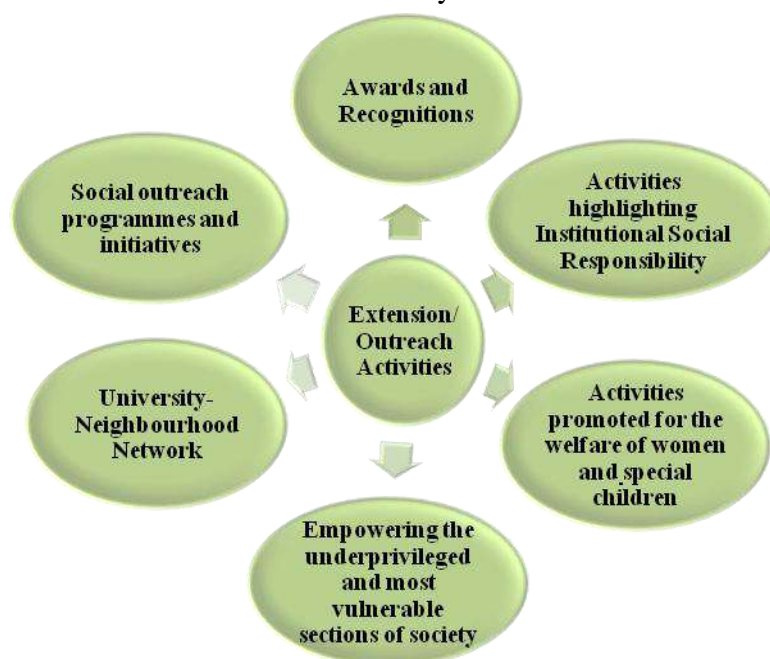 Awards and
Recognitions
Social outreach
programmes and
initiatives
Activities
highlighting
Institutional Social
Responsibility
Extension/
Outreach
Activities
University-
Neighbourhood
Network
Activities
promoted for the
welfare of women
and special
children
Empowering the
underprivileged
and most
vulnerable
sections of society